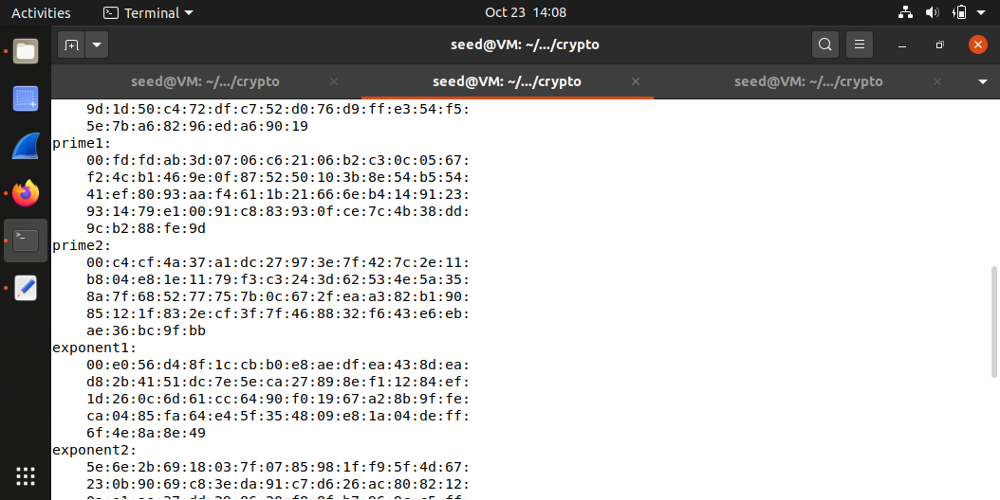 Activities
Terminal
Oct 23 14:08
seed@VM: ~/.../crypto
seed@VM: ~/.../crypto
seed@VM: ~/.../crypto
seed@VM: ~/.../crypto
9d:1d:50:c4:72:df:c7:52:d0:76:d9:ff:e3:54:f5:
5e:7b:a6:82:96:ed:a6:90:19
prime1:
00:fd:fd:ab:3d:07:06:c6:21:06:b2:c3:0c:05:67:
f2:4c:b1:46:9e:0f:87:52:50:10:3b:8e:54:b5:54:
41:ef:80:93:aa:f4:61:1b:21:66:6e:b4:14:91:23:
93:14:79:e1:00:91:c8:83:93:0f:ce:7c:4b:38:dd:
9c:b2:88:fe:9d
prime2:
00:c4:cf:4a:37:a1:dc:27:97:3e:7f:42:7c:2e:11:
b8:04:e8:1e:11:79:f3:c3:24:3d:62:53:4e:5a:35:
8a:7f:68:52:77:75:7b:0c:67:2f:ea:a3:82:b1:90:
85:12:1f:83:2e:cf:3f:7f:46:88:32:f6:43:e6:eb:
ae:36:bc:9f:bb
exponent1:
00:e0:56:d4:8f:1c:cb:b0:e8:ae:df:ea:43:8d:ea:
d8:2b:41:51:dc:7e:5e:ca:27:89:8e:f1:12:84:ef:
1d:26:0c:6d:61:cc:64:90:f0:19:67:a2:8b:9f:fe:
ca:04:85:fa:64:e4:5f:35:48:09:e8:1a:04:de:ff:
6f:4e:8a:8e:49
exponent2:
5e:6e:2b:69:18:03:7f:07:85:98:1f:f9:5f:4d:67:
23:0b:90:69:c8:3e:da:91:c7:d6:26:ac:80:82:12: